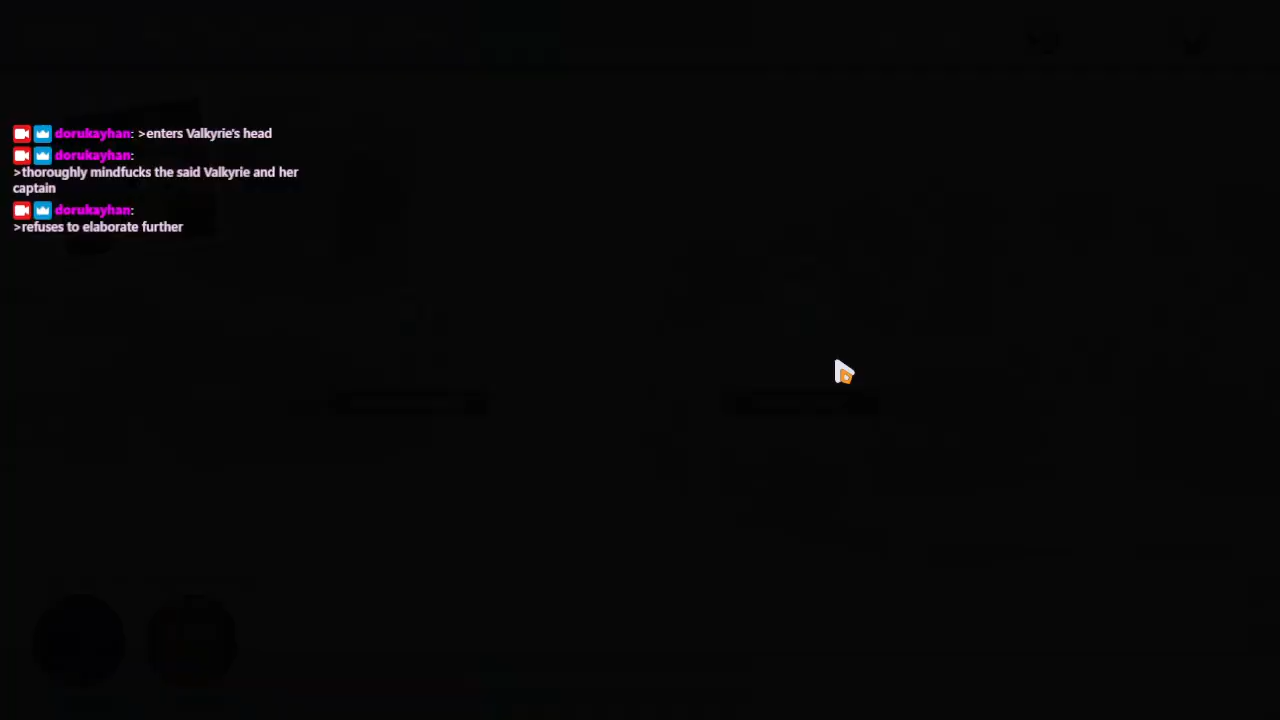 dorukayhan: >enters Valkyrie's head
dorukayhan:
>thoroughly mindfucks the said Valkyrie and her
captain
dorukayhan:
>refuses to elaborate further